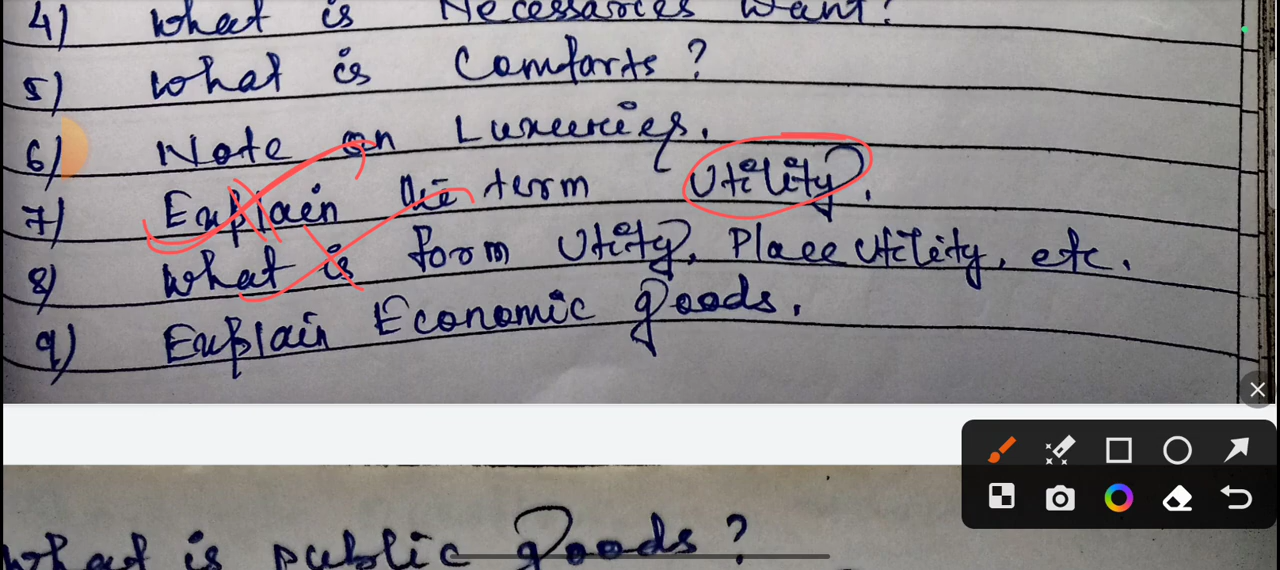 4) What is Necessaries want?
5) What is Comforts?
6) Note on Luxuries.
7) Explain the term Utility.
8) What is form Utility, Place utility, etc.
9) Explain Economic goods.
What is public goods?